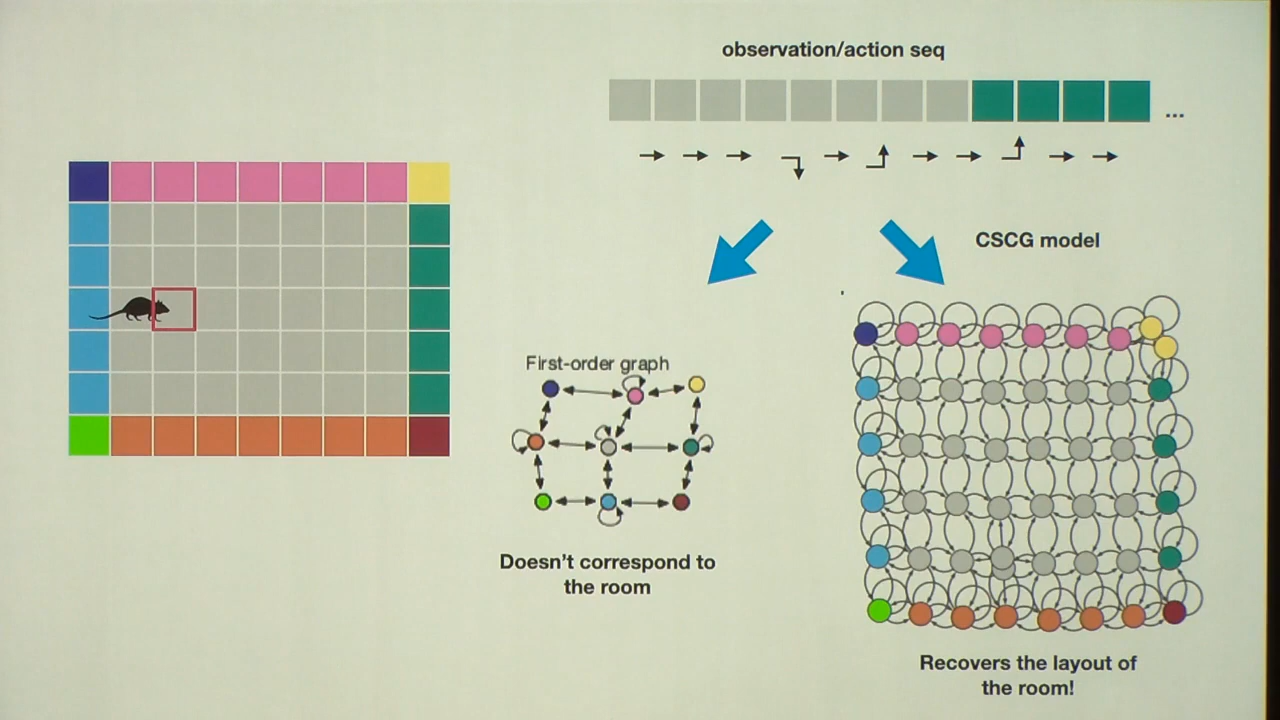 observation/action seq
...
CSCG model
First-order graph
Doesn't correspond to
the room
Recovers the layout of
the room!